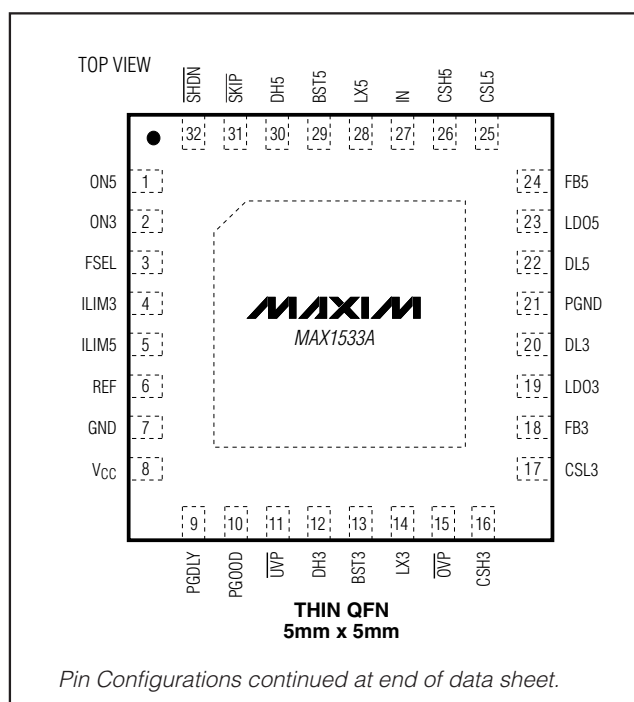 TOP VIEW
SHDN
SKIP
DH5
BST5
LX5
IN
CSH5
CSL5
32
31
30
29
28
27
26
25
ON5 1
ON3 2
FSEL 3
ILIM3 4
ILIM5 5
REF 6
GND 7
VCC 8
24 FB5
23 LDO5
22 DL5
21 PGND
20 DL3
19 LDO3
18 FB3
17 CSL3
MAXIM
MAX1533A
9
10
11
12
13
14
15
16
PGDLY
PGOOD
UVP
DH3
BST3
LX3
OVP
CSH3
THIN QFN
5mm x 5mm
Pin Configurations continued at end of data sheet.